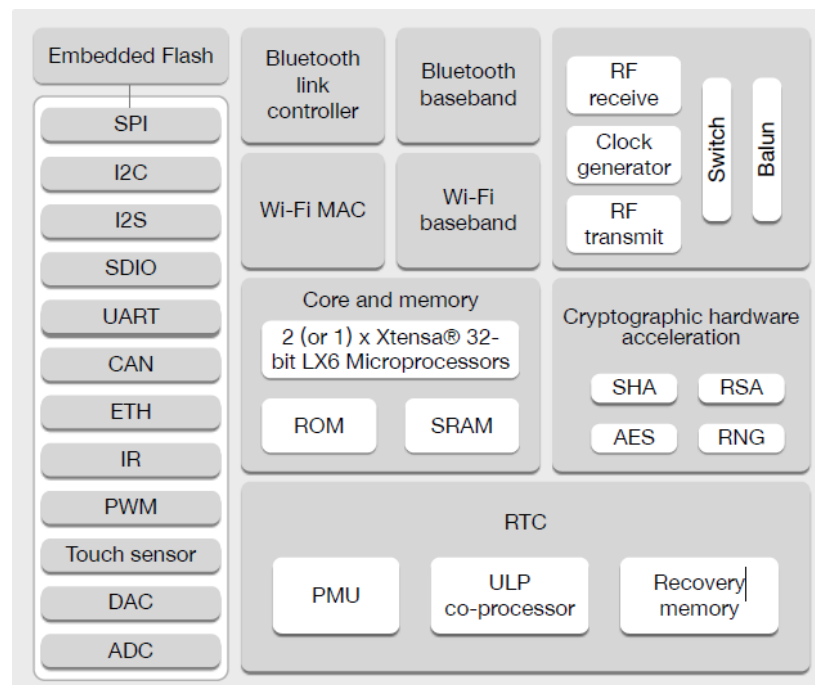 Embedded Flash
SPI
I2C
I2S
SDIO
UART
CAN
ETH
IR
PWM
Touch sensor
DAC
ADC
Bluetooth
link
controller
Bluetooth
baseband
Wi-Fi MAC
Wi-Fi
baseband
RF
receive
Clock
generator
RF
transmit
Switch
Balun
Core and memory
2 (or 1) x Xtensa® 32-
bit LX6 Microprocessors
ROM
SRAM
Cryptographic hardware
acceleration
SHA
RSA
AES
RNG
RTC
PMU
ULP
co-processor
Recovery
memory